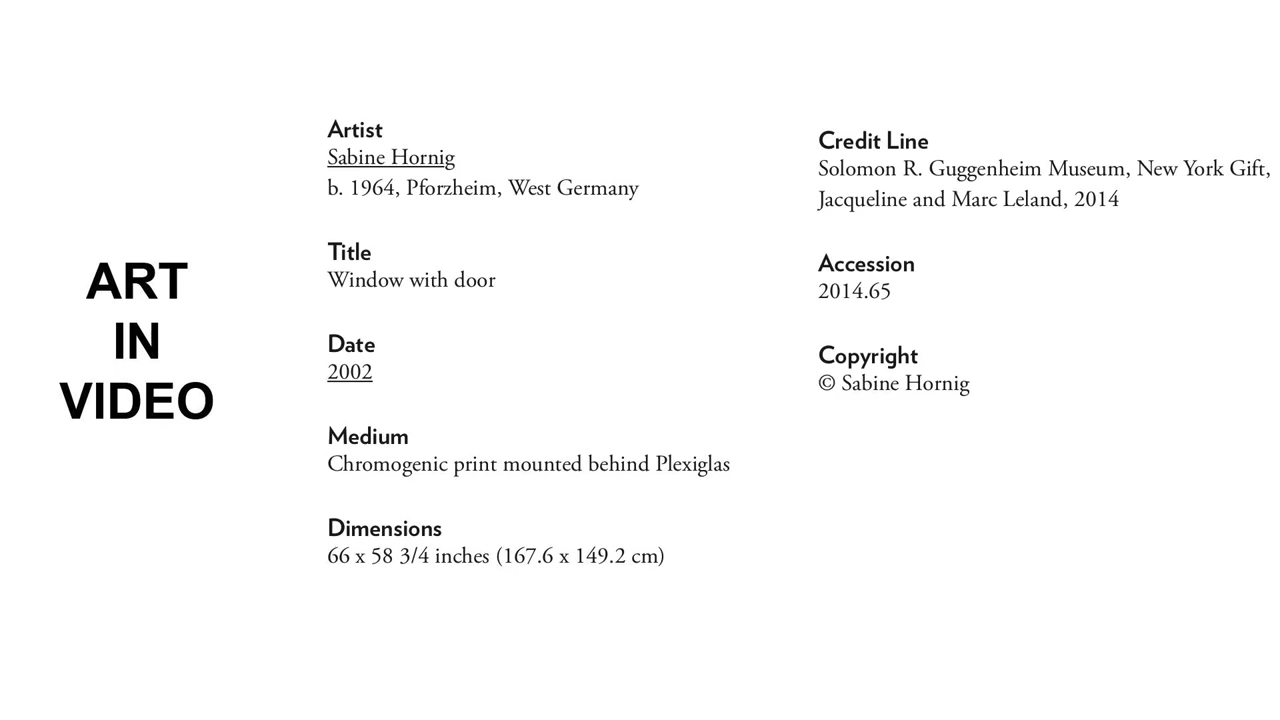 ART
IN
VIDEO
Artist
Sabine Hornig
b. 1964, Pforzheim, West Germany
Title
Window with door
Date
2002
Medium
Chromogenic print mounted behind Plexiglas
Dimensions
66 x 58 3/4 inches (167.6 x 149.2 cm)
Credit Line
Solomon R. Guggenheim Museum, New York Gift,
Jacqueline and Marc Leland, 2014
Accession
2014.65
Copyright
© Sabine Hornig